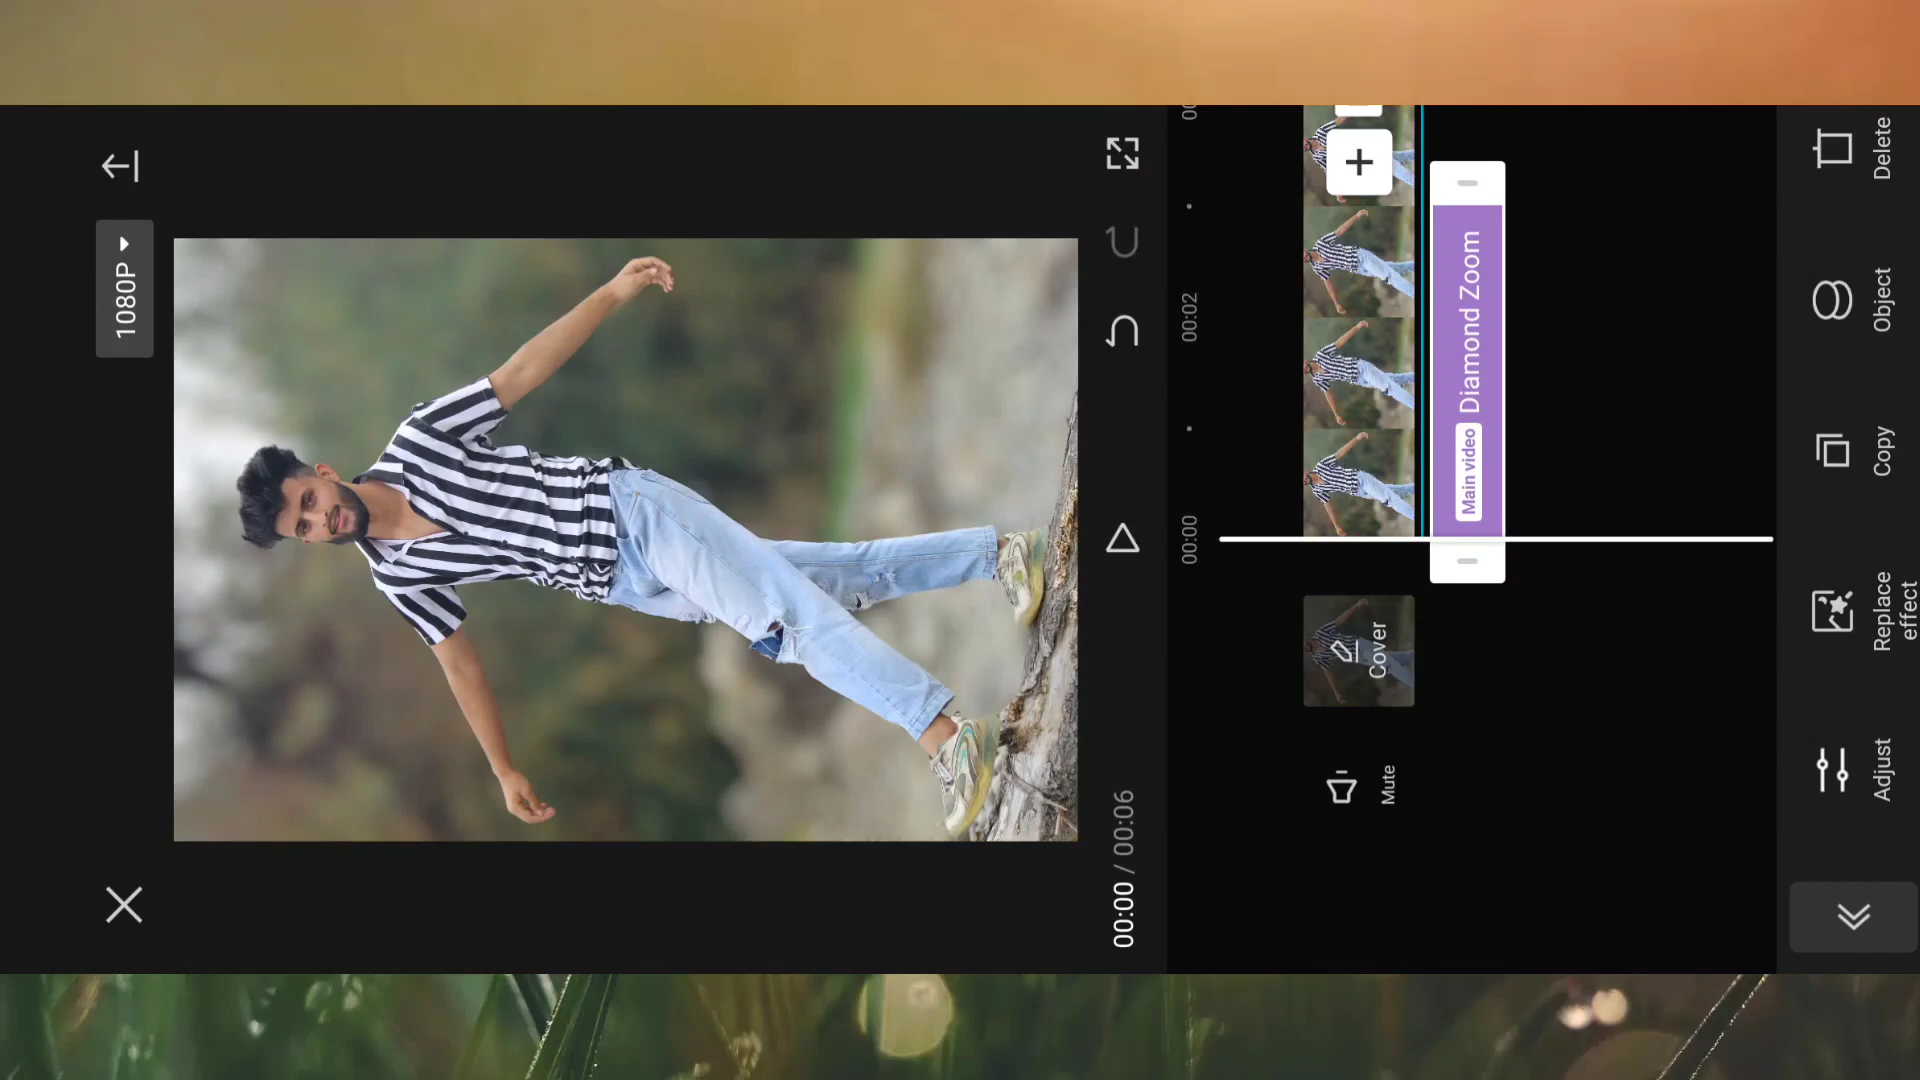 1080P
00:00 / 00:06
00:00
00:02
00
Cover
Mute
Main video
Diamond Zoom
Adjust
Replace
effect
Copy
Object
Delete